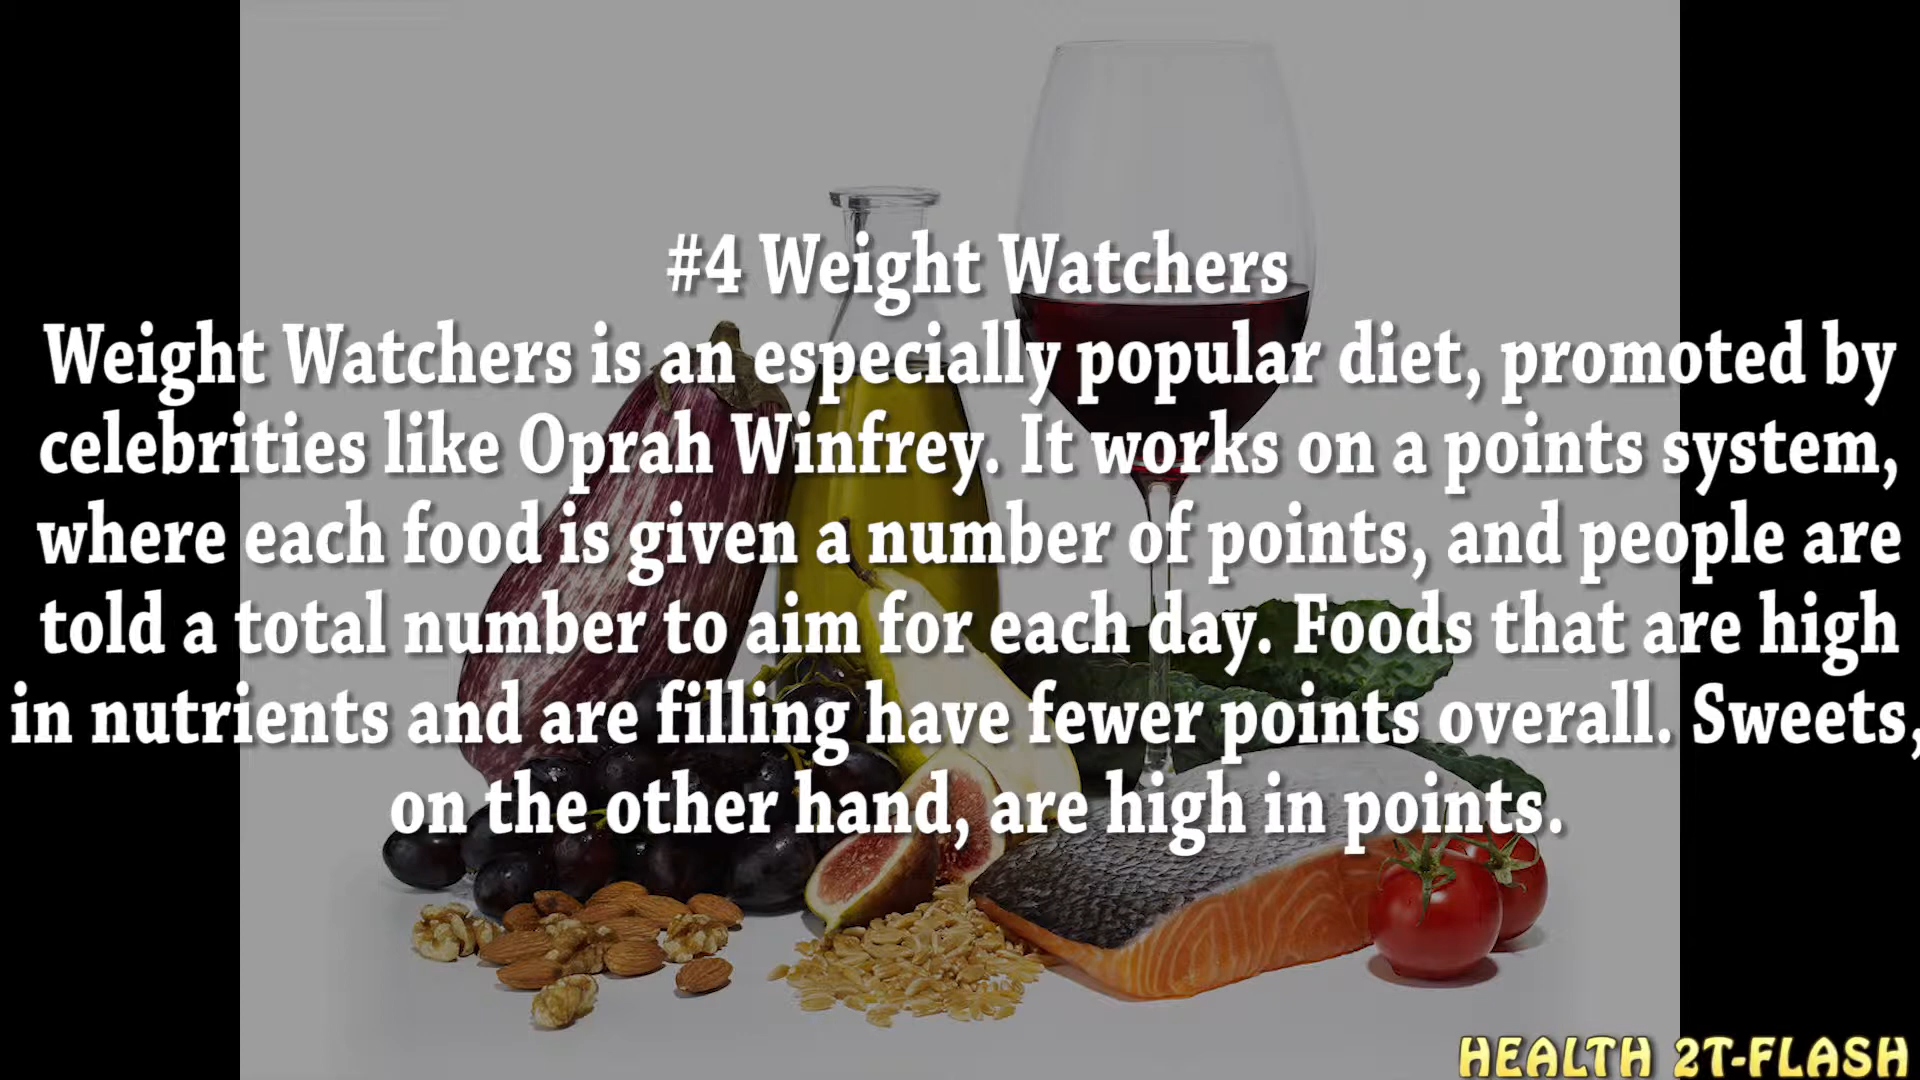 #4 Weight Watchers
Weight Watchers is an especially popular diet, promoted by
celebrities like Oprah Winfrey. It works on a points system,
where each food is given a number of points, and people are
told a total number to aim for each day. Foods that are high
in nutrients and are filling have fewer points overall. Sweets,
on the other hand, are high in points.
HEALTH 2T-FLASH